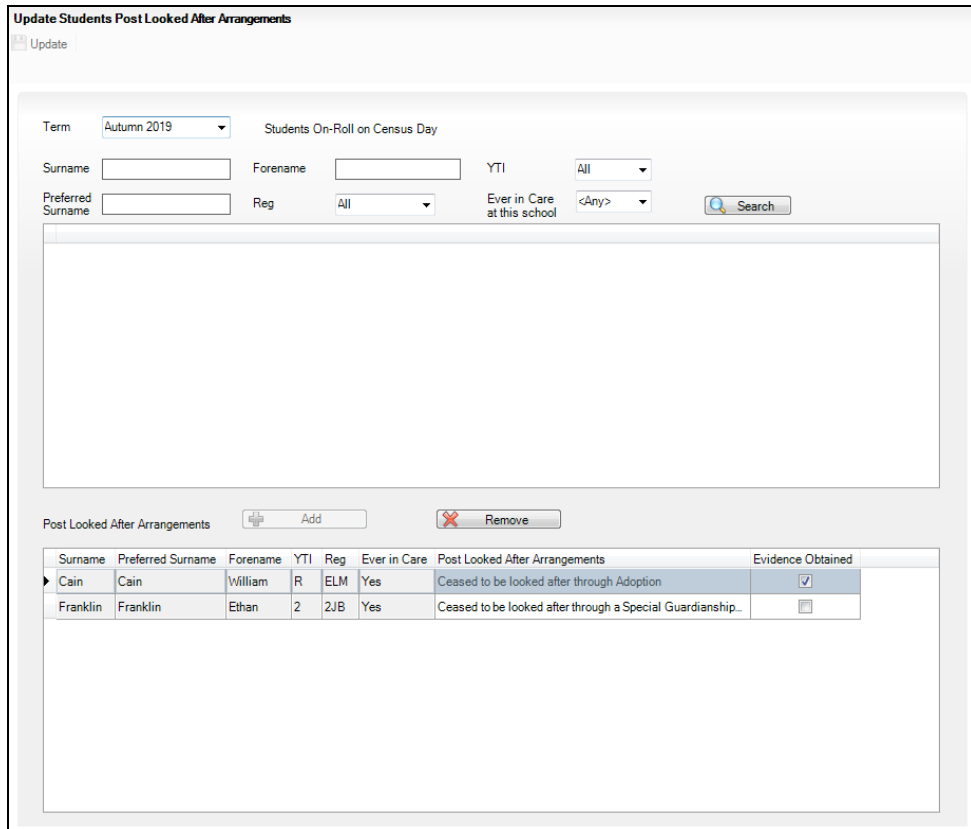 Update Students Post Looked After Arrangements
Update
Term Autumn 2019 Students On-Roll on Census Day
Surname Forename YTI All
Preferred Surname Reg All Ever in Care at this school <Any> Search
Post Looked After Arrangements Add Remove
Surname Preferred Surname Forename YTI Reg Ever in Care Post Looked After Arrangements Evidence Obtained
Cain Cain William R ELM Yes Ceased to be looked after through Adoption
Franklin Franklin Ethan 2 2JB Yes Ceased to be looked after through a Special Guardianship...